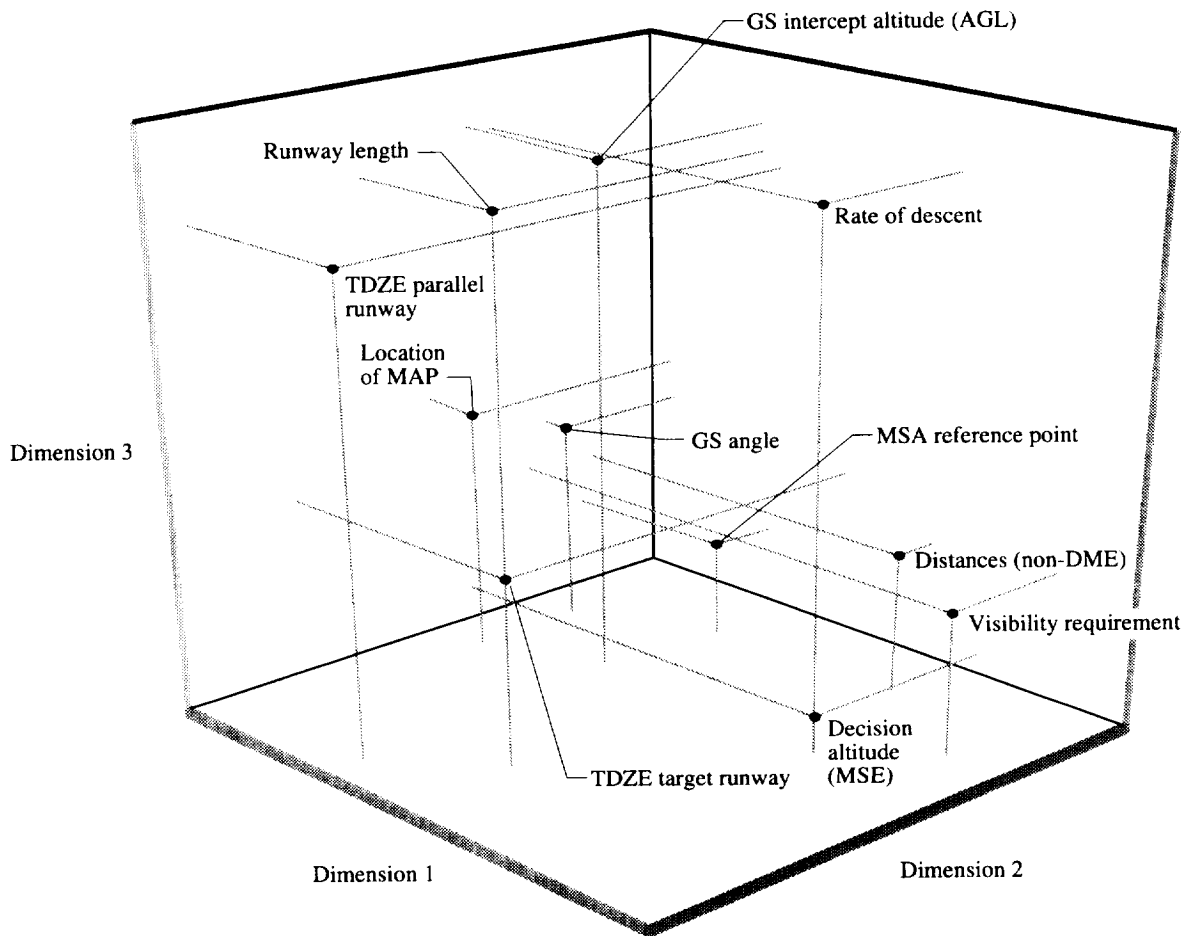 GS intercept altitude (AGL)
Runway length
Rate of descent
TDZE parallel
runway
Location
of MAP
GS angle
MSA reference point
Dimension 3
Distances (non-DME)
Visibility requirement
Decision
altitude
(MSE)
TDZE target runway
Dimension 1
Dimension 2